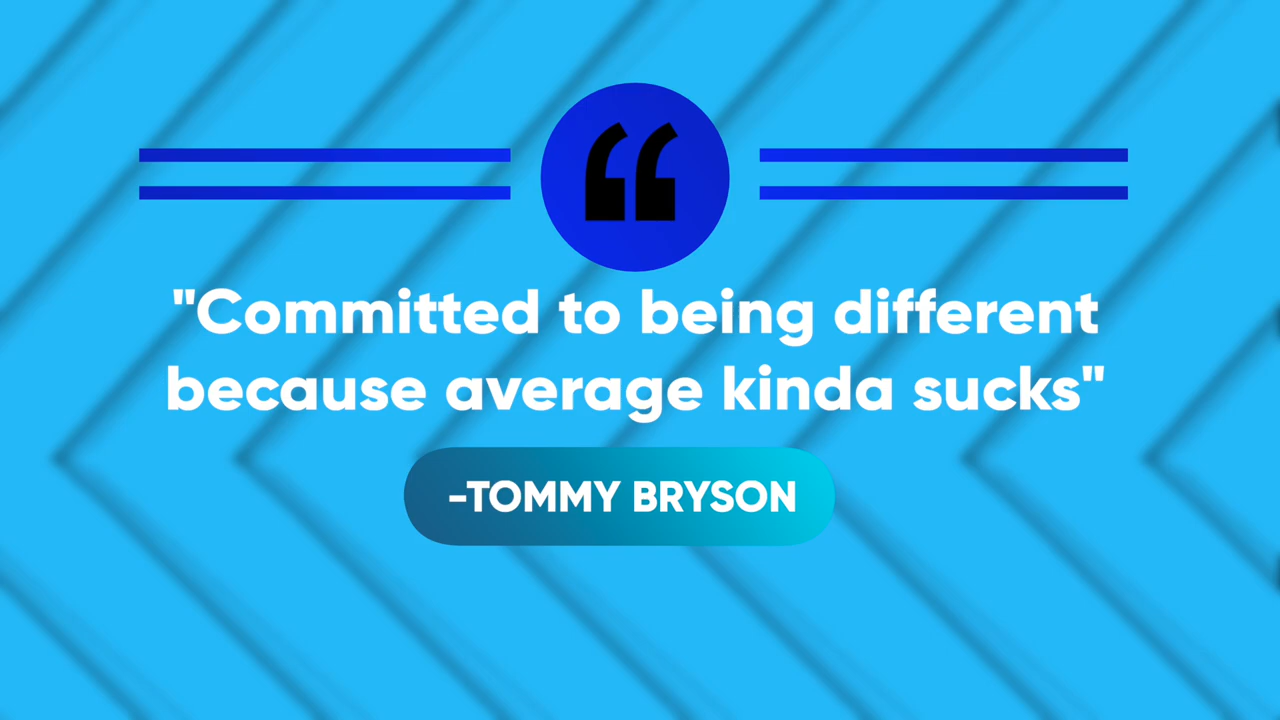 "Committed to being different
because average kinda sucks"
-TOMMY BRYSON